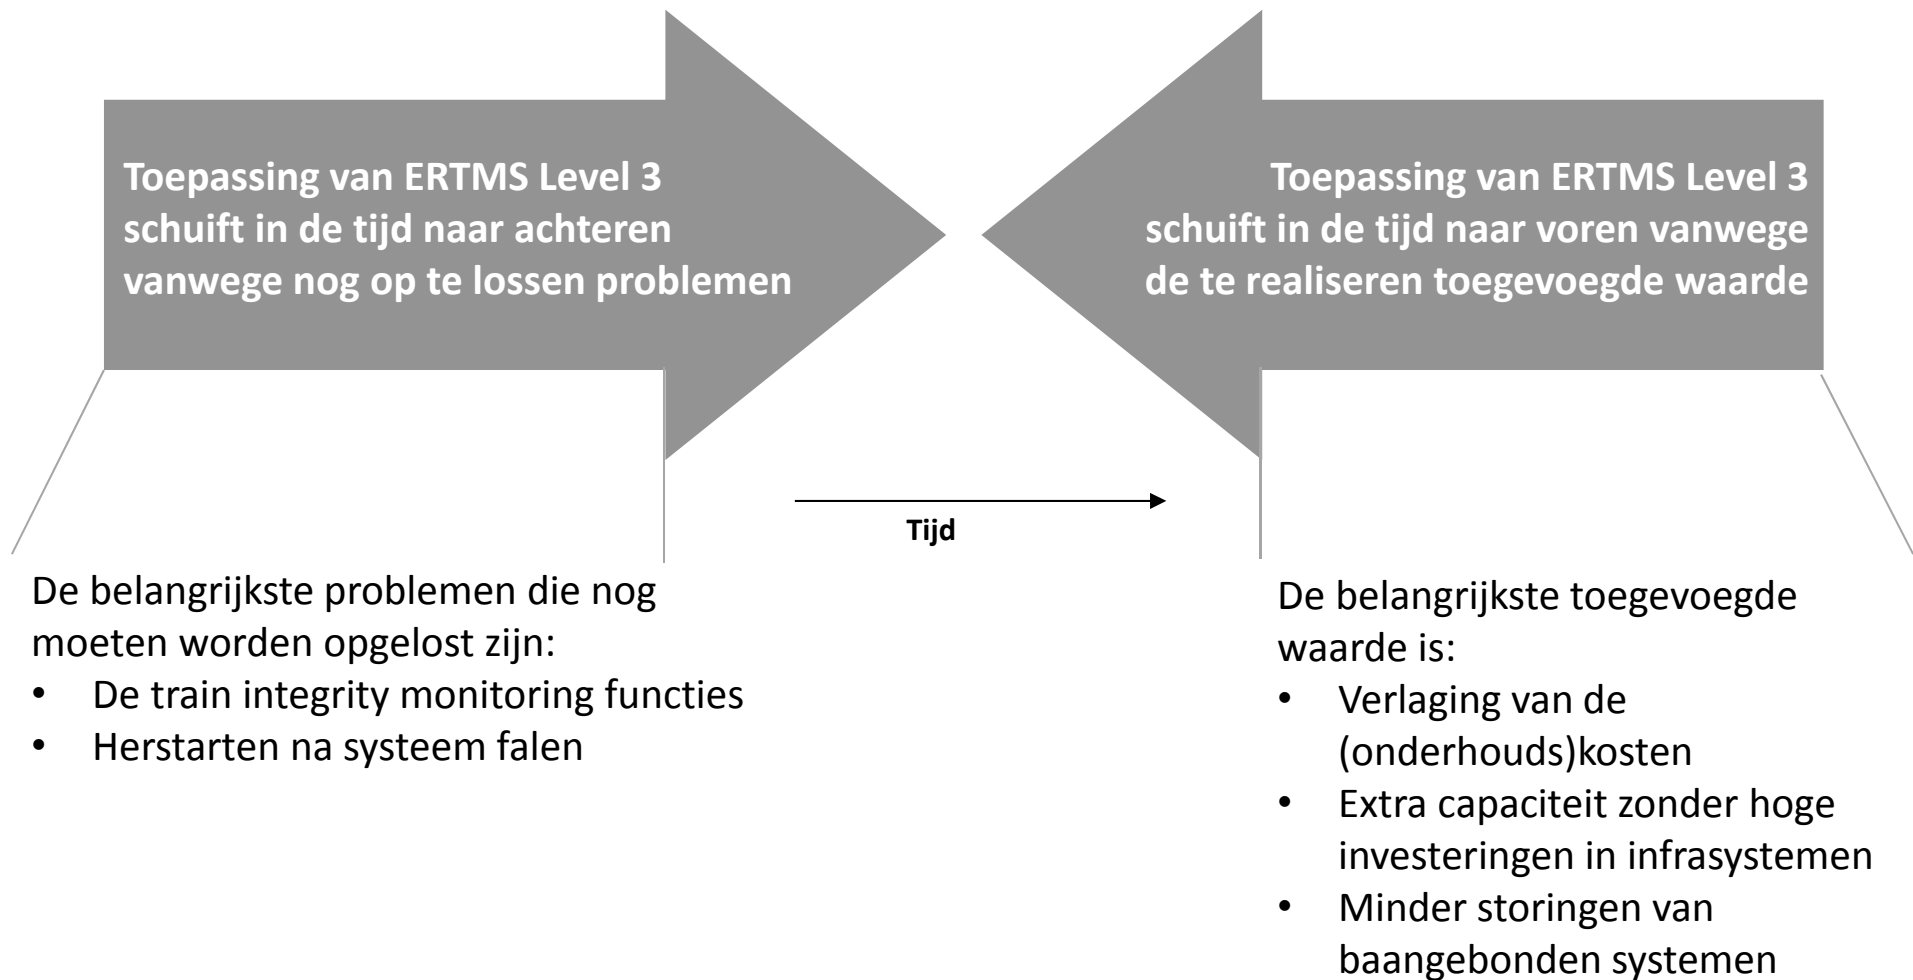 Toepassing van ERTMS Level 3
schuift in de tijd naar achteren
vanwege nog op te lossen problemen
Toepassing van ERTMS Level 3
schuift in de tijd naar voren vanwege
de te realiseren toegevoegde waarde
Tijd
De belangrijkste problemen die nog
moeten worden opgelost zijn:
• De train integrity monitoring functies
• Herstarten na systeem falen
De belangrijkste toegevoegde
waarde is:
• Verlaging van de
(onderhouds)kosten
• Extra capaciteit zonder hoge
investeringen in infrasystemen
• Minder storingen van
baangebonden systemen